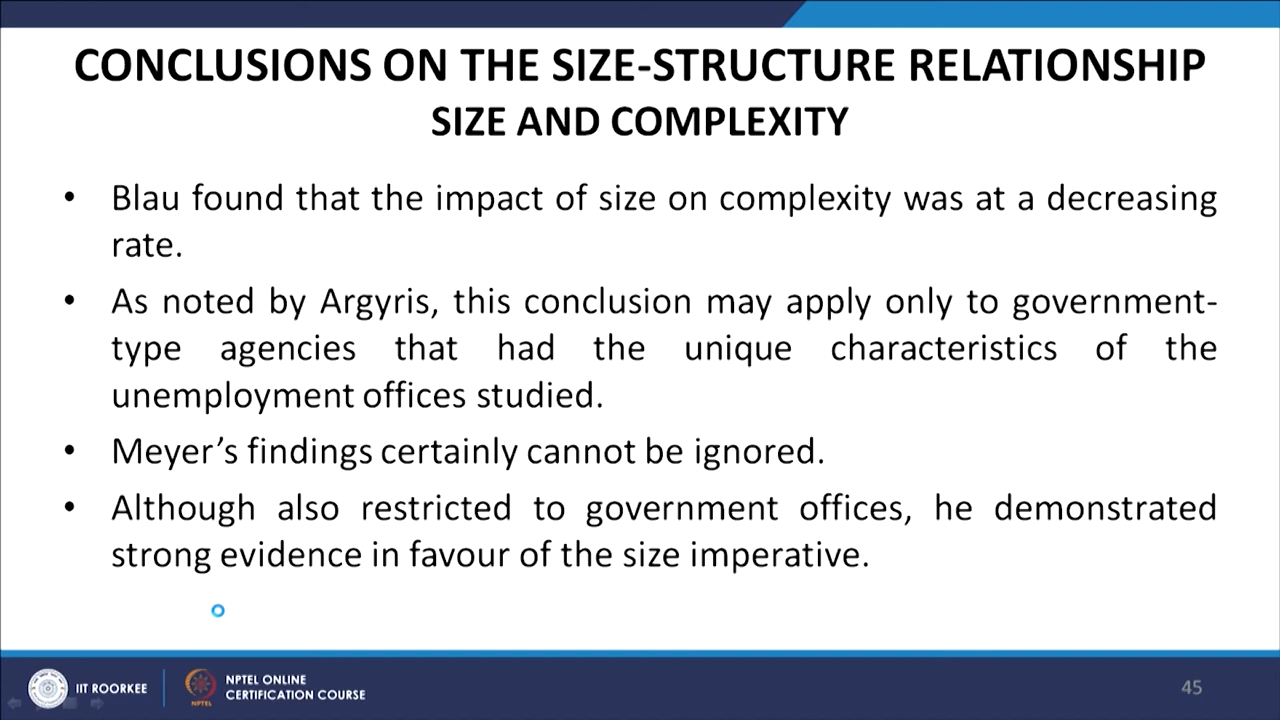 CONCLUSIONS ON THE SIZE-STRUCTURE RELATIONSHIP
SIZE AND COMPLEXITY
• Blau found that the impact of size on complexity was at a decreasing
rate.
• As noted by Argyris, this conclusion may apply only to government-
type agencies that had the unique characteristics of the
unemployment offices studied.
• Meyer’s findings certainly cannot be ignored.
• Although also restricted to government offices, he demonstrated
strong evidence in favour of the size imperative.
IIT ROORKEE
NPTEL
NPTEL ONLINE
CERTIFICATION COURSE
45